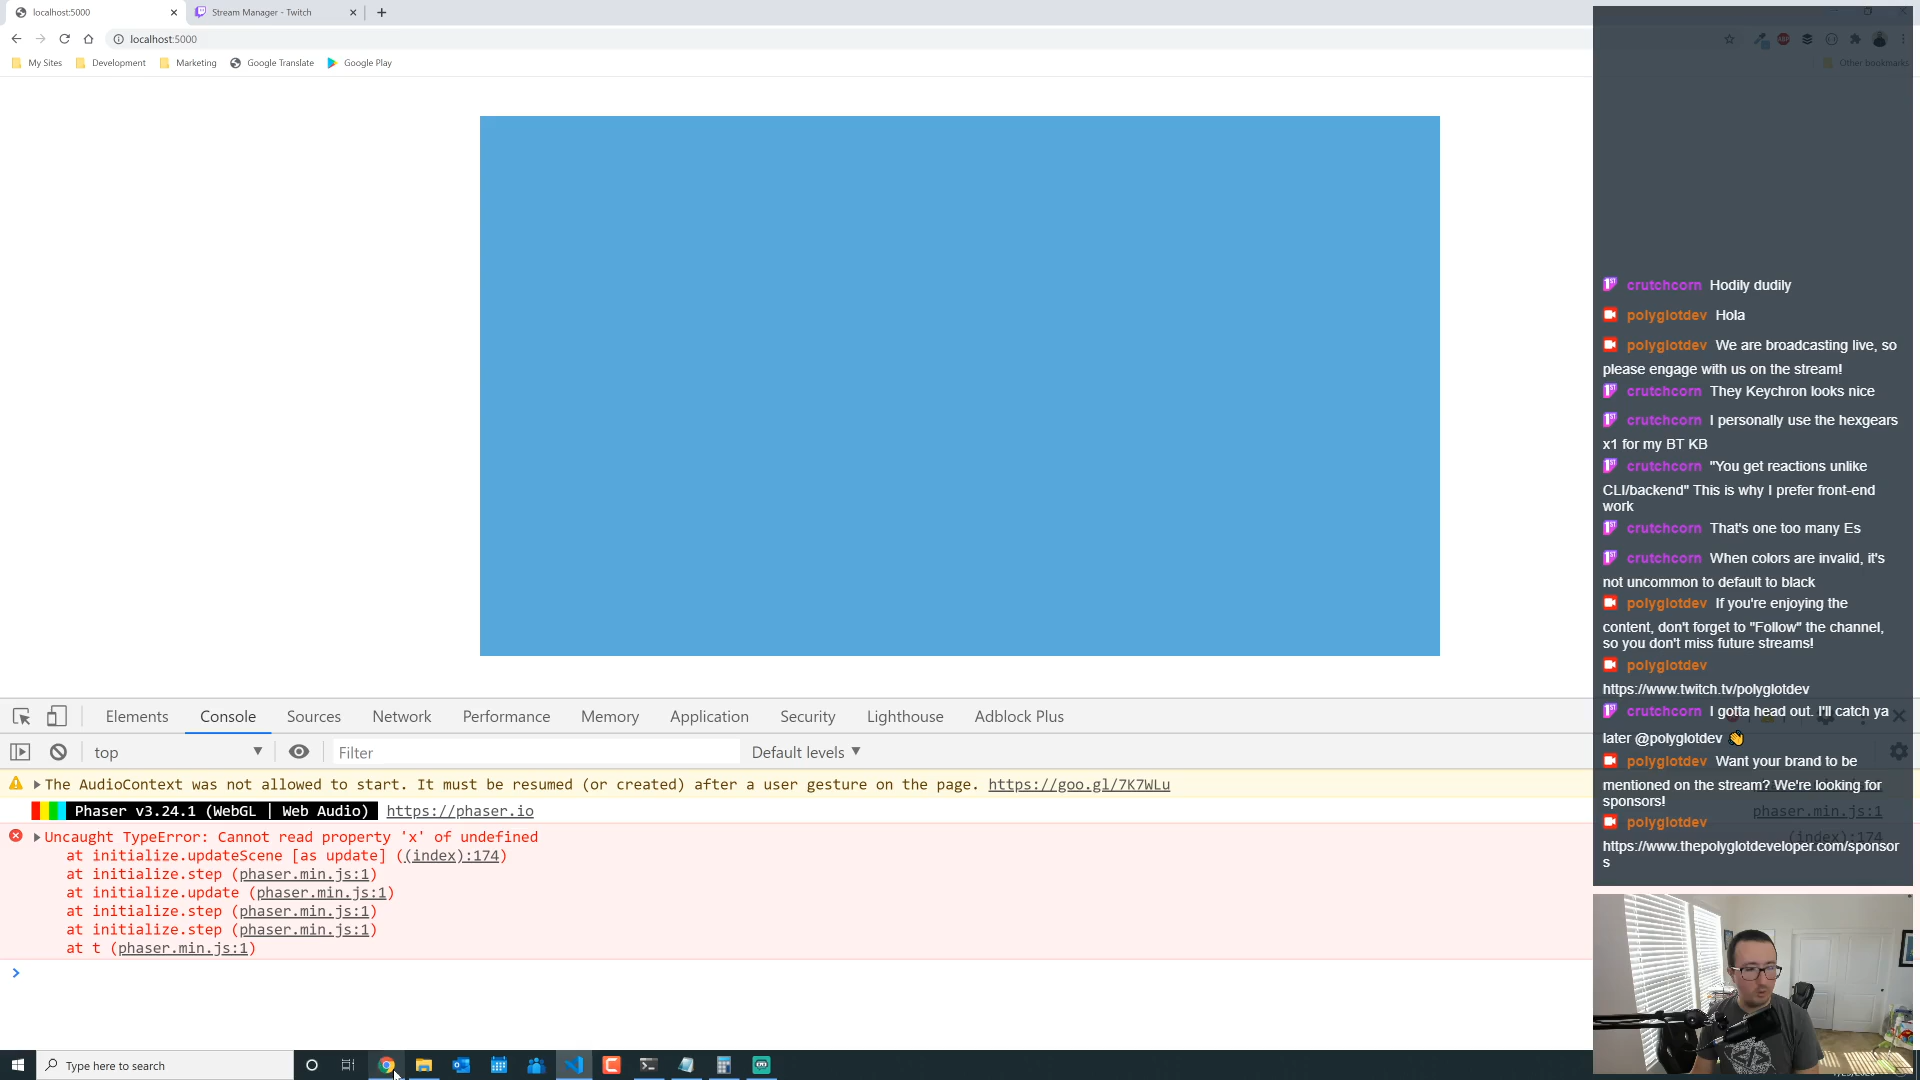 localhost:5000
Stream Manager - Twitch
localhost:5000
My Sites
Development
Marketing
Google Translate
Google Play
Other bookmarks
crutchcorn Hodily dudily
polyglotdev Hola
polyglotdev We are broadcasting live, so
please engage with us on the stream!
crutchcorn They Keychron looks nice
crutchcorn I personally use the hexgears
x1 for my BT KB
crutchcorn "You get reactions unlike
CLI/backend" This is why I prefer front-end
work
crutchcorn That's one too many Es
crutchcorn When colors are invalid, it's
not uncommon to default to black
polyglotdev If you're enjoying the
content, don't forget to "Follow" the channel,
so you don't miss future streams!
polyglotdev
https://www.twitch.tv/polyglotdev
crutchcorn I gotta head out. I'll catch ya
later @polyglotdev 👋
polyglotdev Want your brand to be
mentioned on the stream? We're looking for
sponsors!
polyglotdev
https://www.thepolyglotdeveloper.com/sponsor
s
Elements
Console
Sources
Network
Performance
Memory
Application
Security
Lighthouse
Adblock Plus
top
Filter
Default levels
The AudioContext was not allowed to start. It must be resumed (or created) after a user gesture on the page. https://goo.gl/7K7WLu
Phaser v3.24.1 (WebGL | Web Audio) https://phaser.io
phaser.min.js:1
Uncaught TypeError: Cannot read property 'x' of undefined
(index):174
at initialize.updateScene [as update] ((index):174)
at initialize.step (phaser.min.js:1)
at initialize.update (phaser.min.js:1)
at initialize.step (phaser.min.js:1)
at initialize.step (phaser.min.js:1)
at t (phaser.min.js:1)
Type here to search